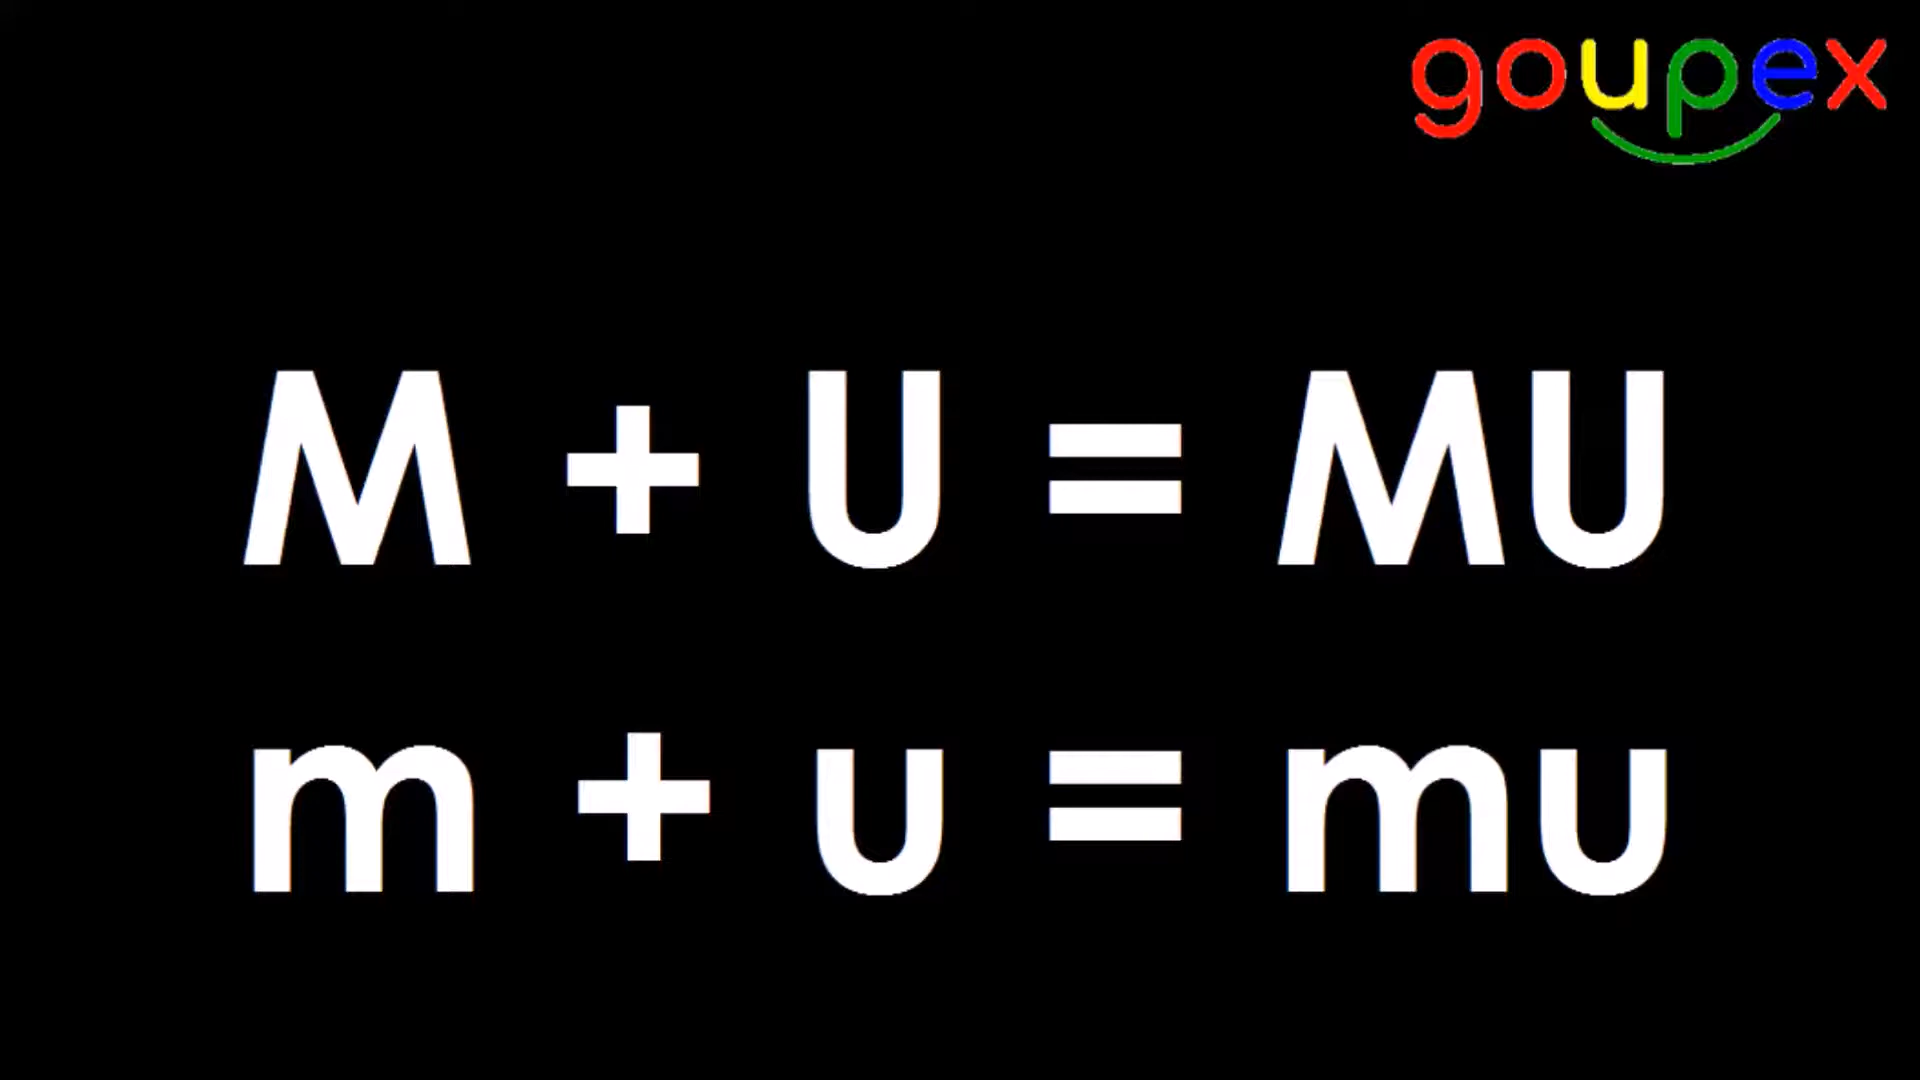 goupex
M + U = MU
m + u = mu